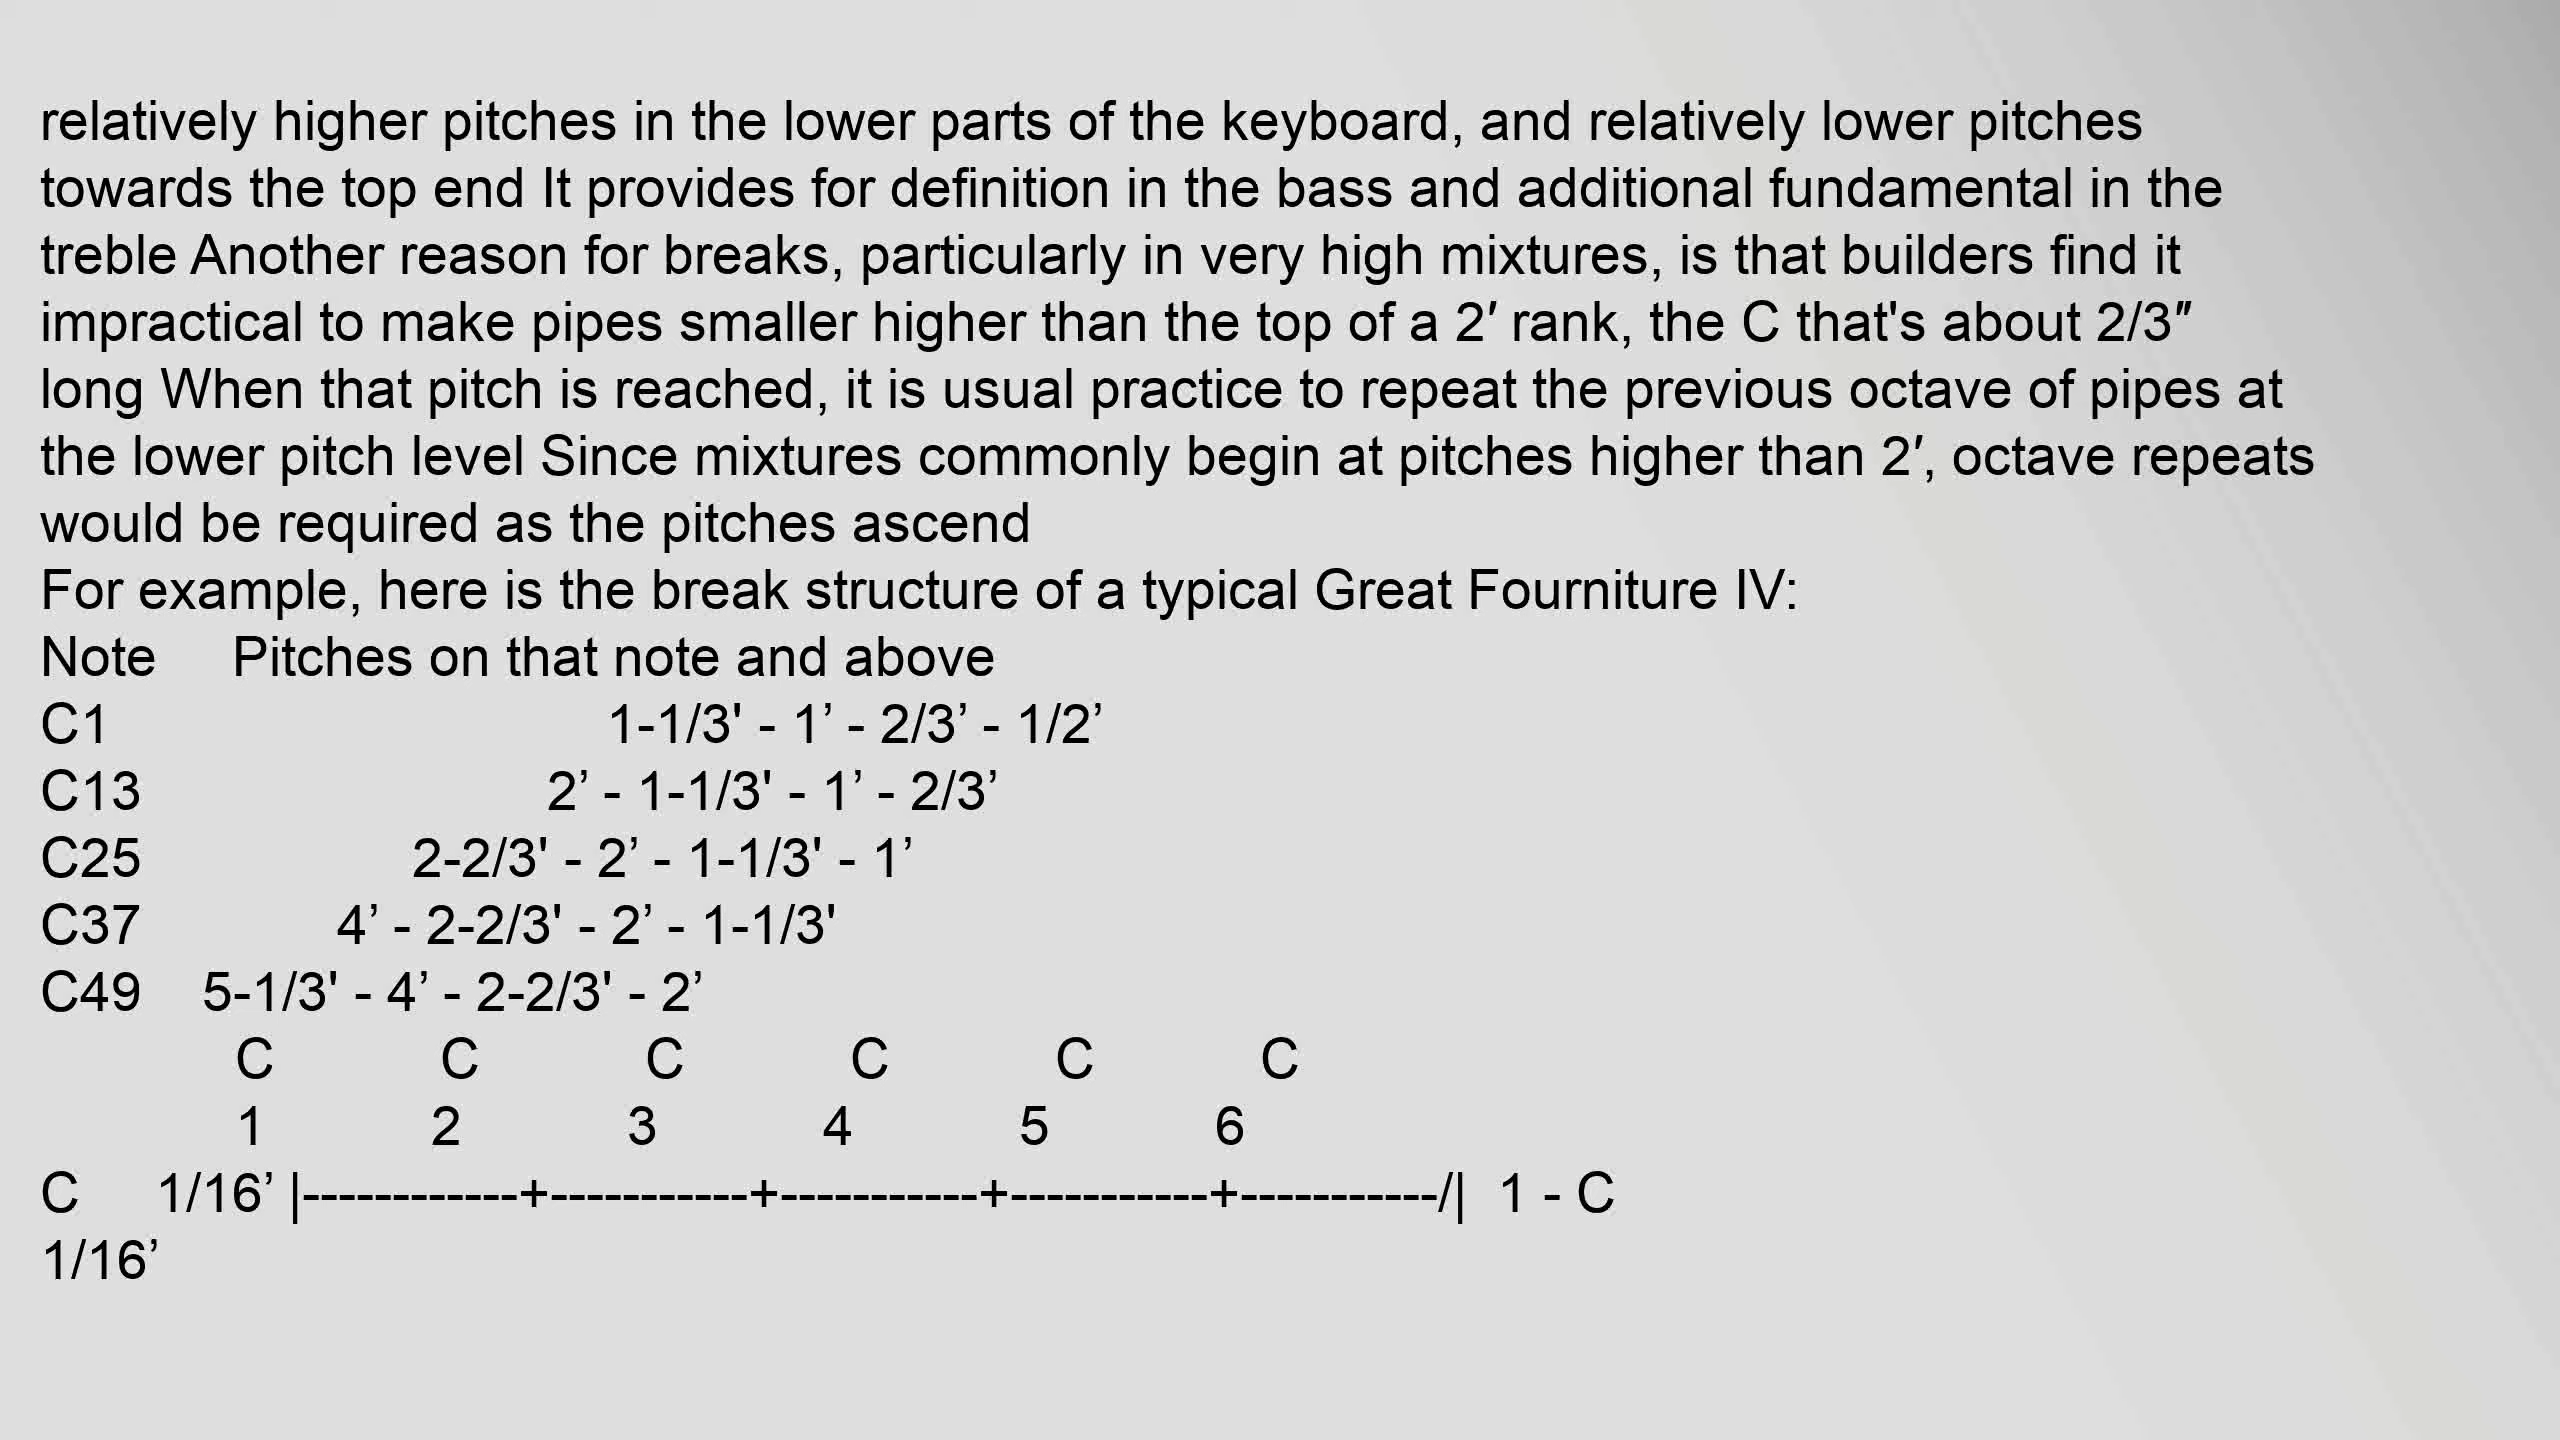 relatively higher pitches in the lower parts of the keyboard, and relatively lower pitches
towards the top end It provides for definition in the bass and additional fundamental in the
treble Another reason for breaks, particularly in very high mixtures, is that builders find it
impractical to make pipes smaller higher than the top of a 2′ rank, the C that's about 2/3″
long When that pitch is reached, it is usual practice to repeat the previous octave of pipes at
the lower pitch level Since mixtures commonly begin at pitches higher than 2′, octave repeats
would be required as the pitches ascend
For example, here is the break structure of a typical Great Fourniture IV:
Note Pitches on that note and above
C1 1-1/3' - 1’ - 2/3’ - 1/2’
C13 2’ - 1-1/3' - 1’ - 2/3’
C25 2-2/3' - 2’ - 1-1/3' - 1’
C37 4’ - 2-2/3' - 2’ - 1-1/3'
C49 5-1/3' - 4’ - 2-2/3' - 2’
C C C C C C
1 2 3 4 5 6
C 1/16’ |------------+-----------+-----------+-----------+-----------/| 1 - C
1/16’